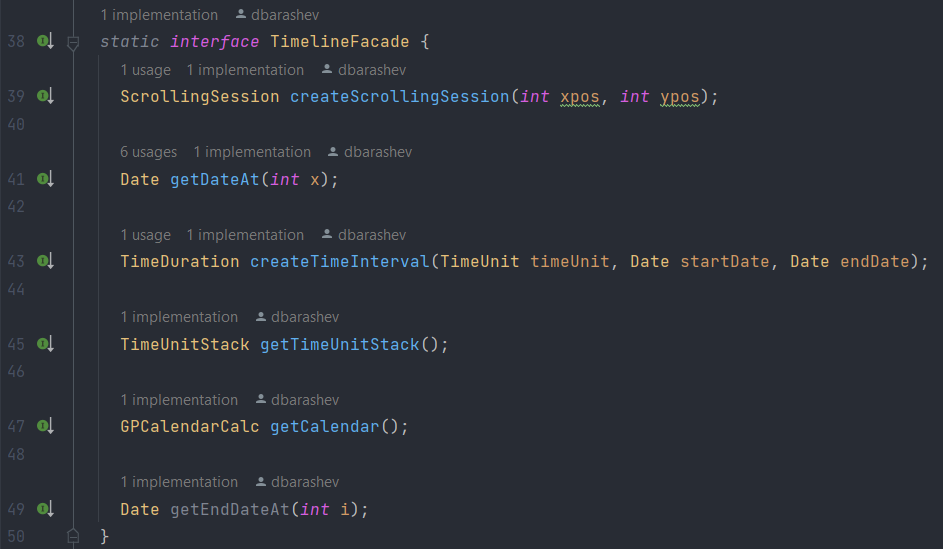 1 implementation dbarashev
38 static interface TimelineFacade {
1 usage 1 implementation dbarashev
39 ScrollingSession createScrollingSession(int xpos, int ypos);
40
6 usages 1 implementation dbarashev
41 Date getDateAt(int x);
42
1 usage 1 implementation dbarashev
43 TimeDuration createTimeInterval(TimeUnit timeUnit, Date startDate, Date endDate);
44
1 implementation dbarashev
45 TimeUnitStack getTimeUnitStack();
46
1 implementation dbarashev
47 GPCalendarCalc getCalendar();
48
1 implementation dbarashev
49 Date getEndDateAt(int i);
50 }